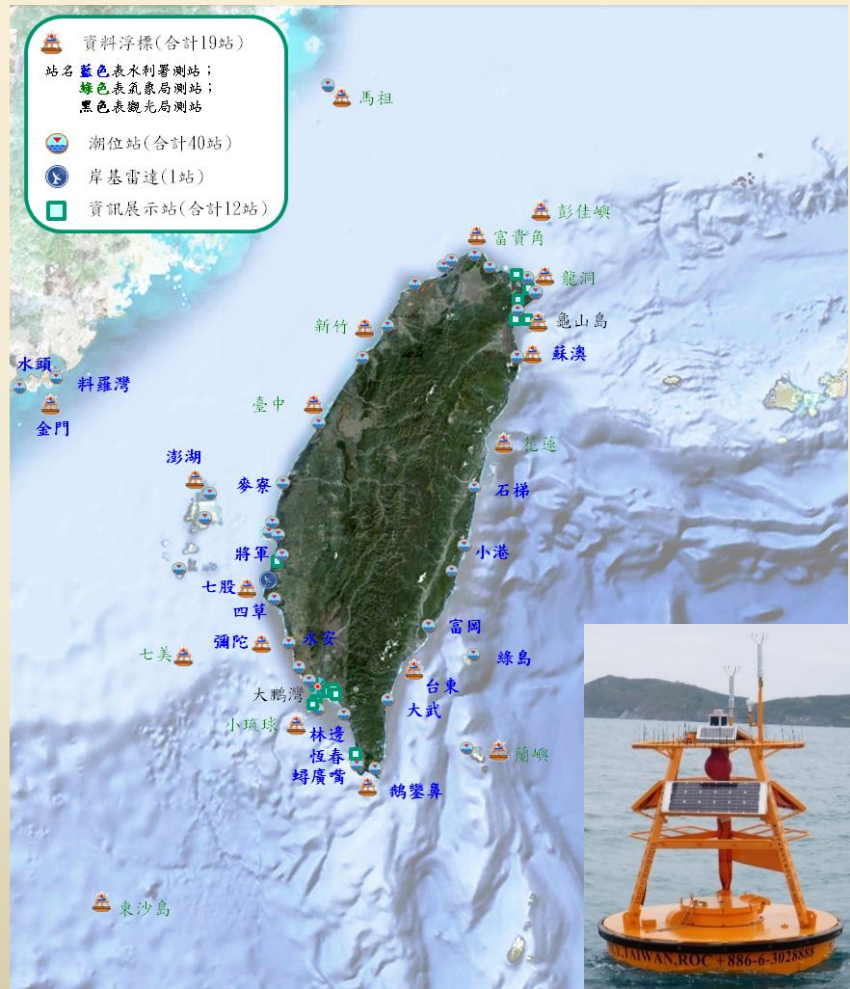 資料浮標(合計19站)
站名 藍色表水利署測站；
綠色表氣象局測站；
黑色表觀光局測站
潮位站(合計40站)
岸基雷達(1站)
資訊展示站(合計12站)
馬祖
彭佳嶼
富貴角
龍洞
新竹
龜山島
蘇澳
水頭
料羅灣
金門
臺中
花蓮
澎湖
麥寮
石梯
小港
將軍
七股
四草
富岡
彌陀
永安
綠島
七美
台東
大鵬灣
大武
小琉球
林邊
恆春
蟳廣嘴
蘭嶼
鵝鑾鼻
東沙島
,TAIWAN,ROC +886-6-3028888